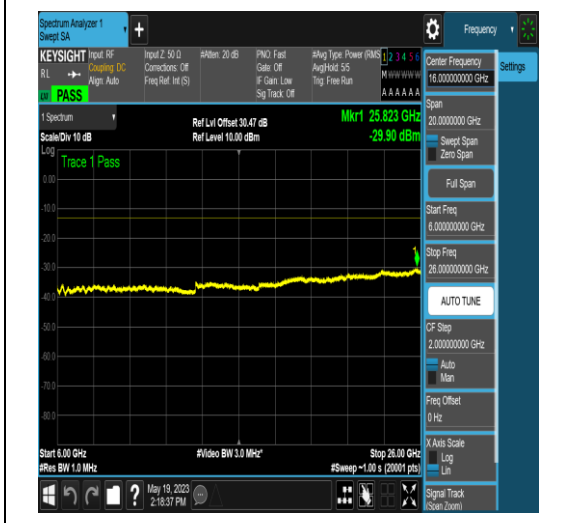 Spectrum Analyzer 1
Swept SA
+
Frequency
KEYSIGHT
RL
PASS
Input: RF
Coupling: DC
Align: Auto
Input Z: 50 Ω
Corrections: Off
Freq Ref: Int (S)
#Atten: 20 dB
PNO: Fast
Gate: Off
IF Gain: Low
Sig Track: Off
#Avg Type: Power (RMS
Avg|Hold: 5/5
Trig: Free Run
1 2 3 4 5 6
M W W W W W
A A A A A A
1 Spectrum
Scale/Div 10 dB
Ref Lvl Offset 30.47 dB
Ref Level 10.00 dBm
Mkr1 25.823 GHz
-29.90 dBm
Log
Trace 1 Pass
0.00
-10.0
-20.0
-30.0
-40.0
-50.0
-60.0
-70.0
-80.0
1
Start 6.00 GHz
#Res BW 1.0 MHz
#Video BW 3.0 MHz*
Stop 26.00 GHz
#Sweep ~1.00 s (20001 pts)
?
May 19, 2023
2:18:37 PM
Center Frequency
16.000000000 GHz
Settings
Span
20.0000000 GHz
Swept Span
Zero Span
Full Span
Start Freq
6.000000000 GHz
Stop Freq
26.000000000 GHz
AUTO TUNE
CF Step
2.000000000 GHz
Auto
Man
Freq Offset
0 Hz
X Axis Scale
Log
Lin
Signal Track
(Span Zoom)